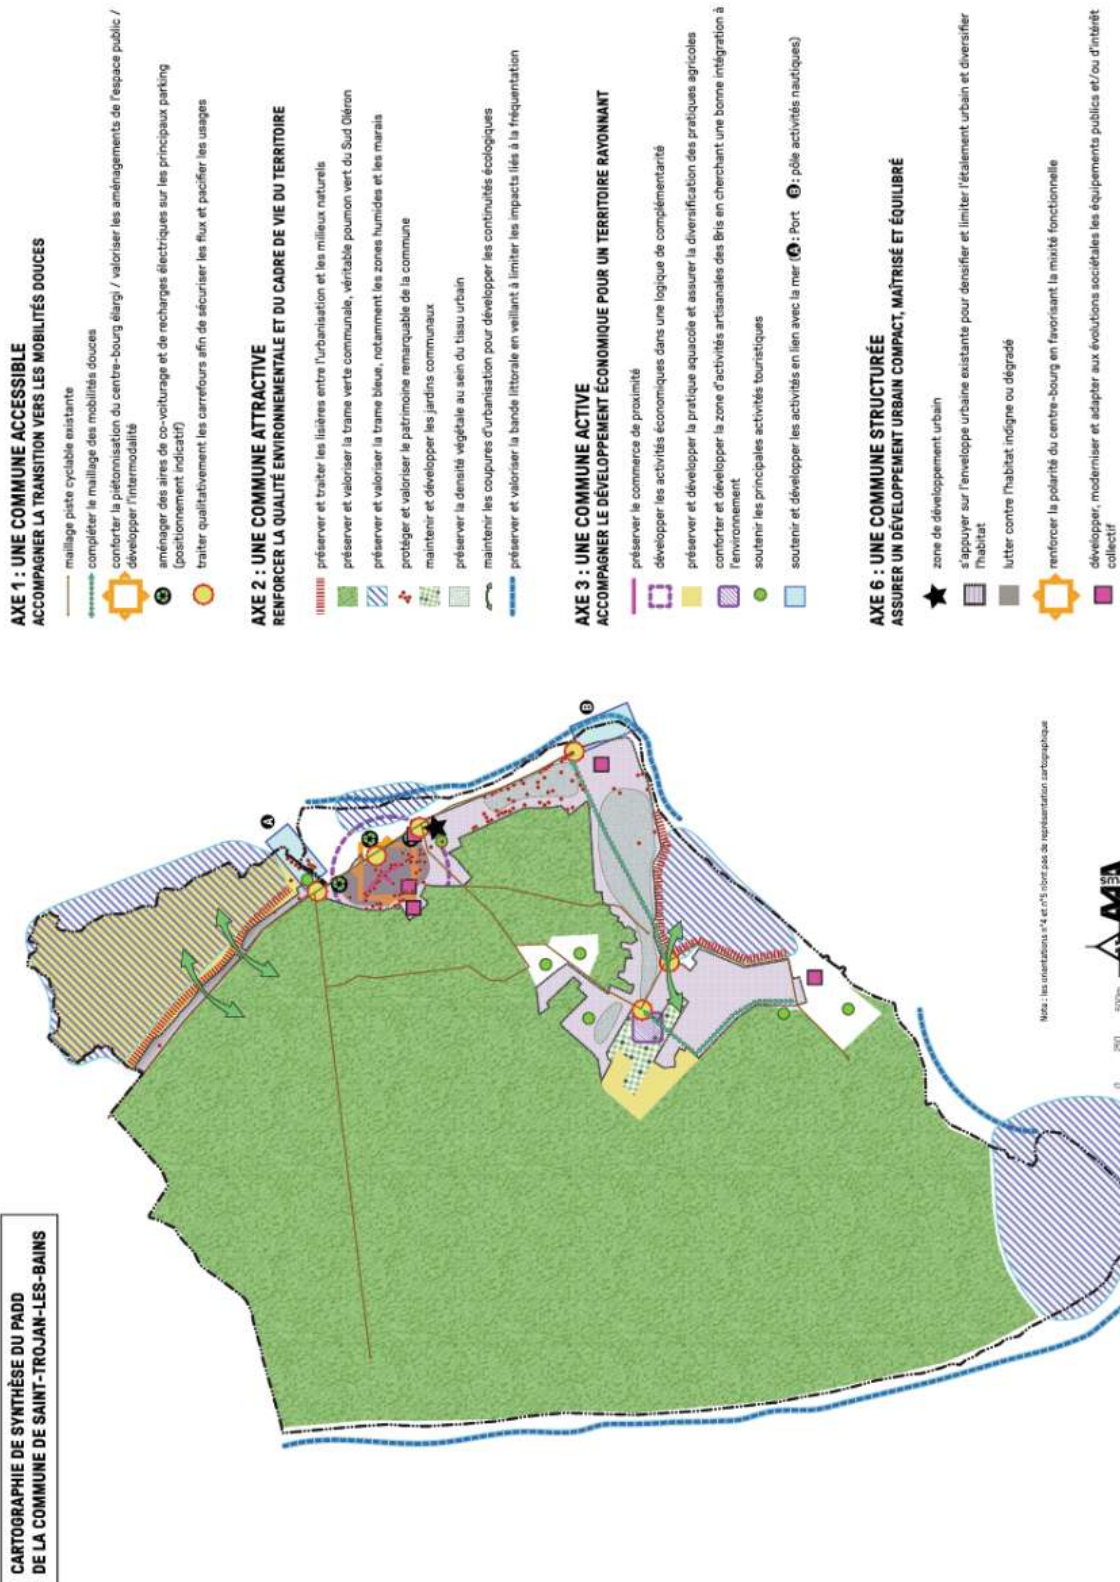 CARTOGRAPHIE DE SYNTHÈSE DU PADD
DE LA COMMUNE DE SAINT-TROJAN-LES-BAINS
A
B
Nota : les orientations n°4 et n°5 n'ont pas de représentation cartographique
0
250
500m
AXE 1 : UNE COMMUNE ACCESSIBLE
ACCOMPAGNER LA TRANSITION VERS LES MOBILITÉS DOUCES
maillage piste cyclable existante
compléter le maillage des mobilités douces
conforter la piétonnisation du centre-bourg élargi / valoriser les aménagements de l'espace public /
développer l'intermodalité
aménager des aires de co-voiturage et de recharges électriques sur les principaux parking
(positionnement indicatif)
traiter qualitativement les carrefours afin de sécuriser les flux et pacifier les usages
AXE 2 : UNE COMMUNE ATTRACTIVE
RENFORCER LA QUALITÉ ENVIRONNEMENTALE ET DU CADRE DE VIE DU TERRITOIRE
préserver et traiter les lisières entre l'urbanisation et les milieux naturels
préserver et valoriser la trame verte communale, véritable poumon vert du Sud Oléron
préserver et valoriser la trame bleue, notamment les zones humides et les marais
protéger et valoriser le patrimoine remarquable de la commune
maintenir et développer les jardins communaux
préserver la densité végétale au sein du tissu urbain
maintenir les coupures d'urbanisation pour développer les continuités écologiques
préserver et valoriser la bande littorale en veillant à limiter les impacts liés à la fréquentation
AXE 3 : UNE COMMUNE ACTIVE
ACCOMPAGNER LE DÉVELOPPEMENT ÉCONOMIQUE POUR UN TERRITOIRE RAYONNANT
préserver le commerce de proximité
développer les activités économiques dans une logique de complémentarité
préserver et développer la pratique aquacole et assurer la diversification des pratiques agricoles
conforter et développer la zone d'activités artisanales des Bris en cherchant une bonne intégration à
l'environnement
soutenir les principales activités touristiques
soutenir et développer les activités en lien avec la mer (A : Port B : pôle activités nautiques)
AXE 6 : UNE COMMUNE STRUCTURÉE
ASSURER UN DÉVELOPPEMENT URBAIN COMPACT, MAÎTRISÉ ET ÉQUILIBRÉ
zone de développement urbain
s'appuyer sur l'enveloppe urbaine existante pour densifier et limiter l'étalement urbain et diversifier
l'habitat
lutter contre l'habitat indigne ou dégradé
renforcer la polarité du centre-bourg en favorisant la mixité fonctionnelle
développer, moderniser et adapter aux évolutions sociétales les équipements publics et/ou d'intérêt
collectif